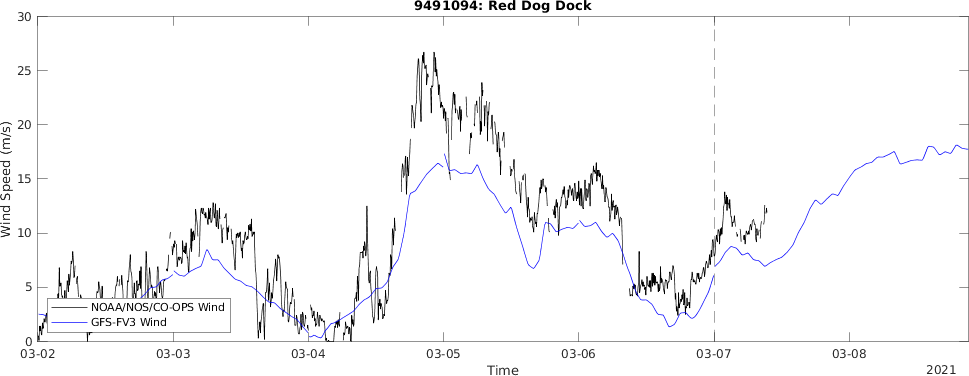 9491094: Red Dog Dock
30
25
20
15
10
5
0
Wind Speed (m/s)
NOAA/NOS/CO-OPS Wind
GFS-FV3 Wind
03-02 03-03 03-04 03-05 03-06 03-07 03-08
Time
2021